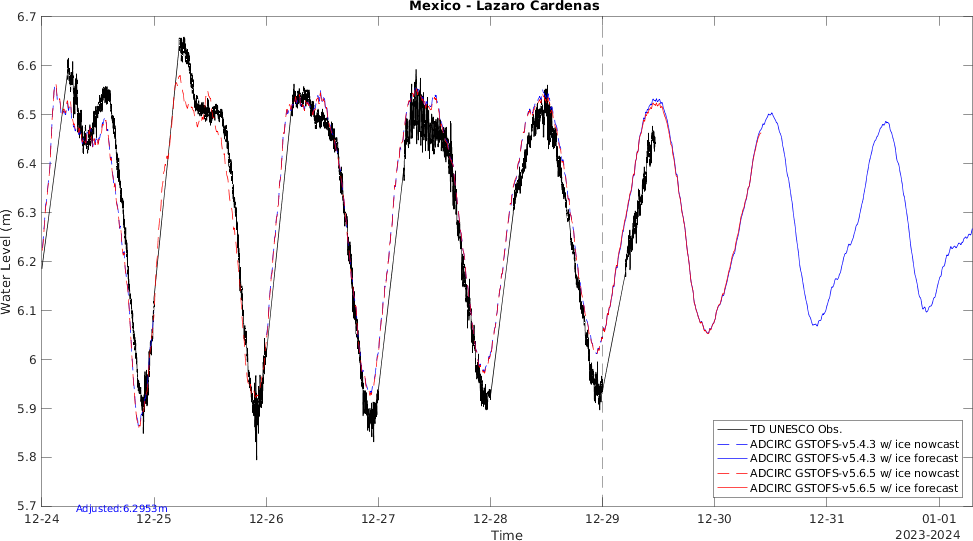 Mexico - Lazaro Cardenas
Water Level (m)
6.7
6.6
6.5
6.4
6.3
6.2
6.1
6
5.9
5.8
5.7
TD UNESCO Obs.
ADCIRC GSTOFS-v5.4.3 w/ ice nowcast
ADCIRC GSTOFS-v5.4.3 w/ ice forecast
ADCIRC GSTOFS-v5.6.5 w/ ice nowcast
ADCIRC GSTOFS-v5.6.5 w/ ice forecast
Adjusted:6.2953m
12-24 12-25 12-26 12-27 12-28 12-29 12-30 12-31 01-01
Time
2023-2024